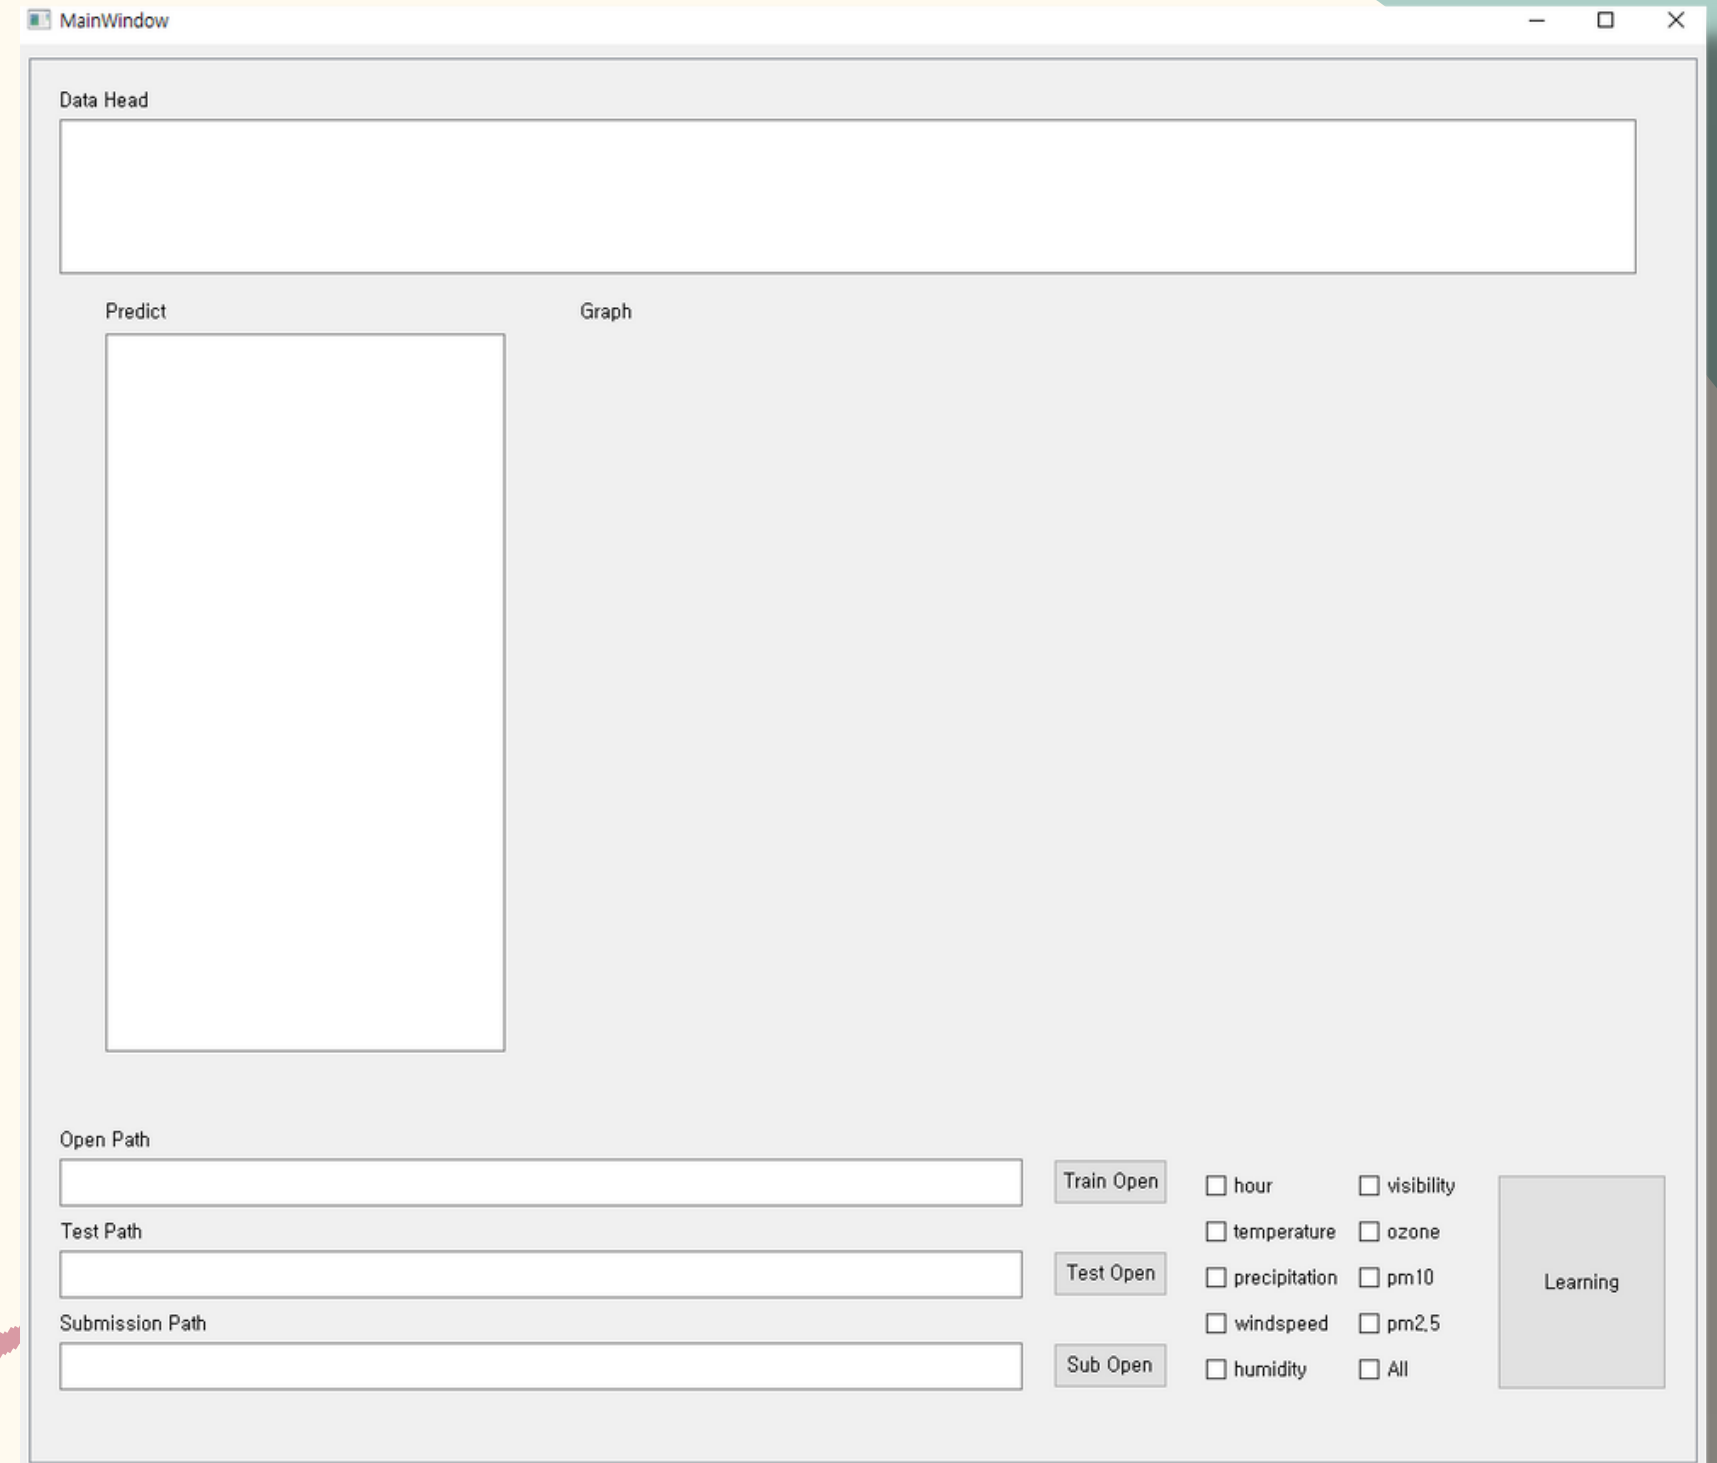 MainWindow
Data Head
Predict
Graph
Open Path
Train Open
Test Path
Test Open
Submission Path
Sub Open
hour
visibility
temperature
ozone
precipitation
pm10
windspeed
pm2.5
humidity
All
Learning